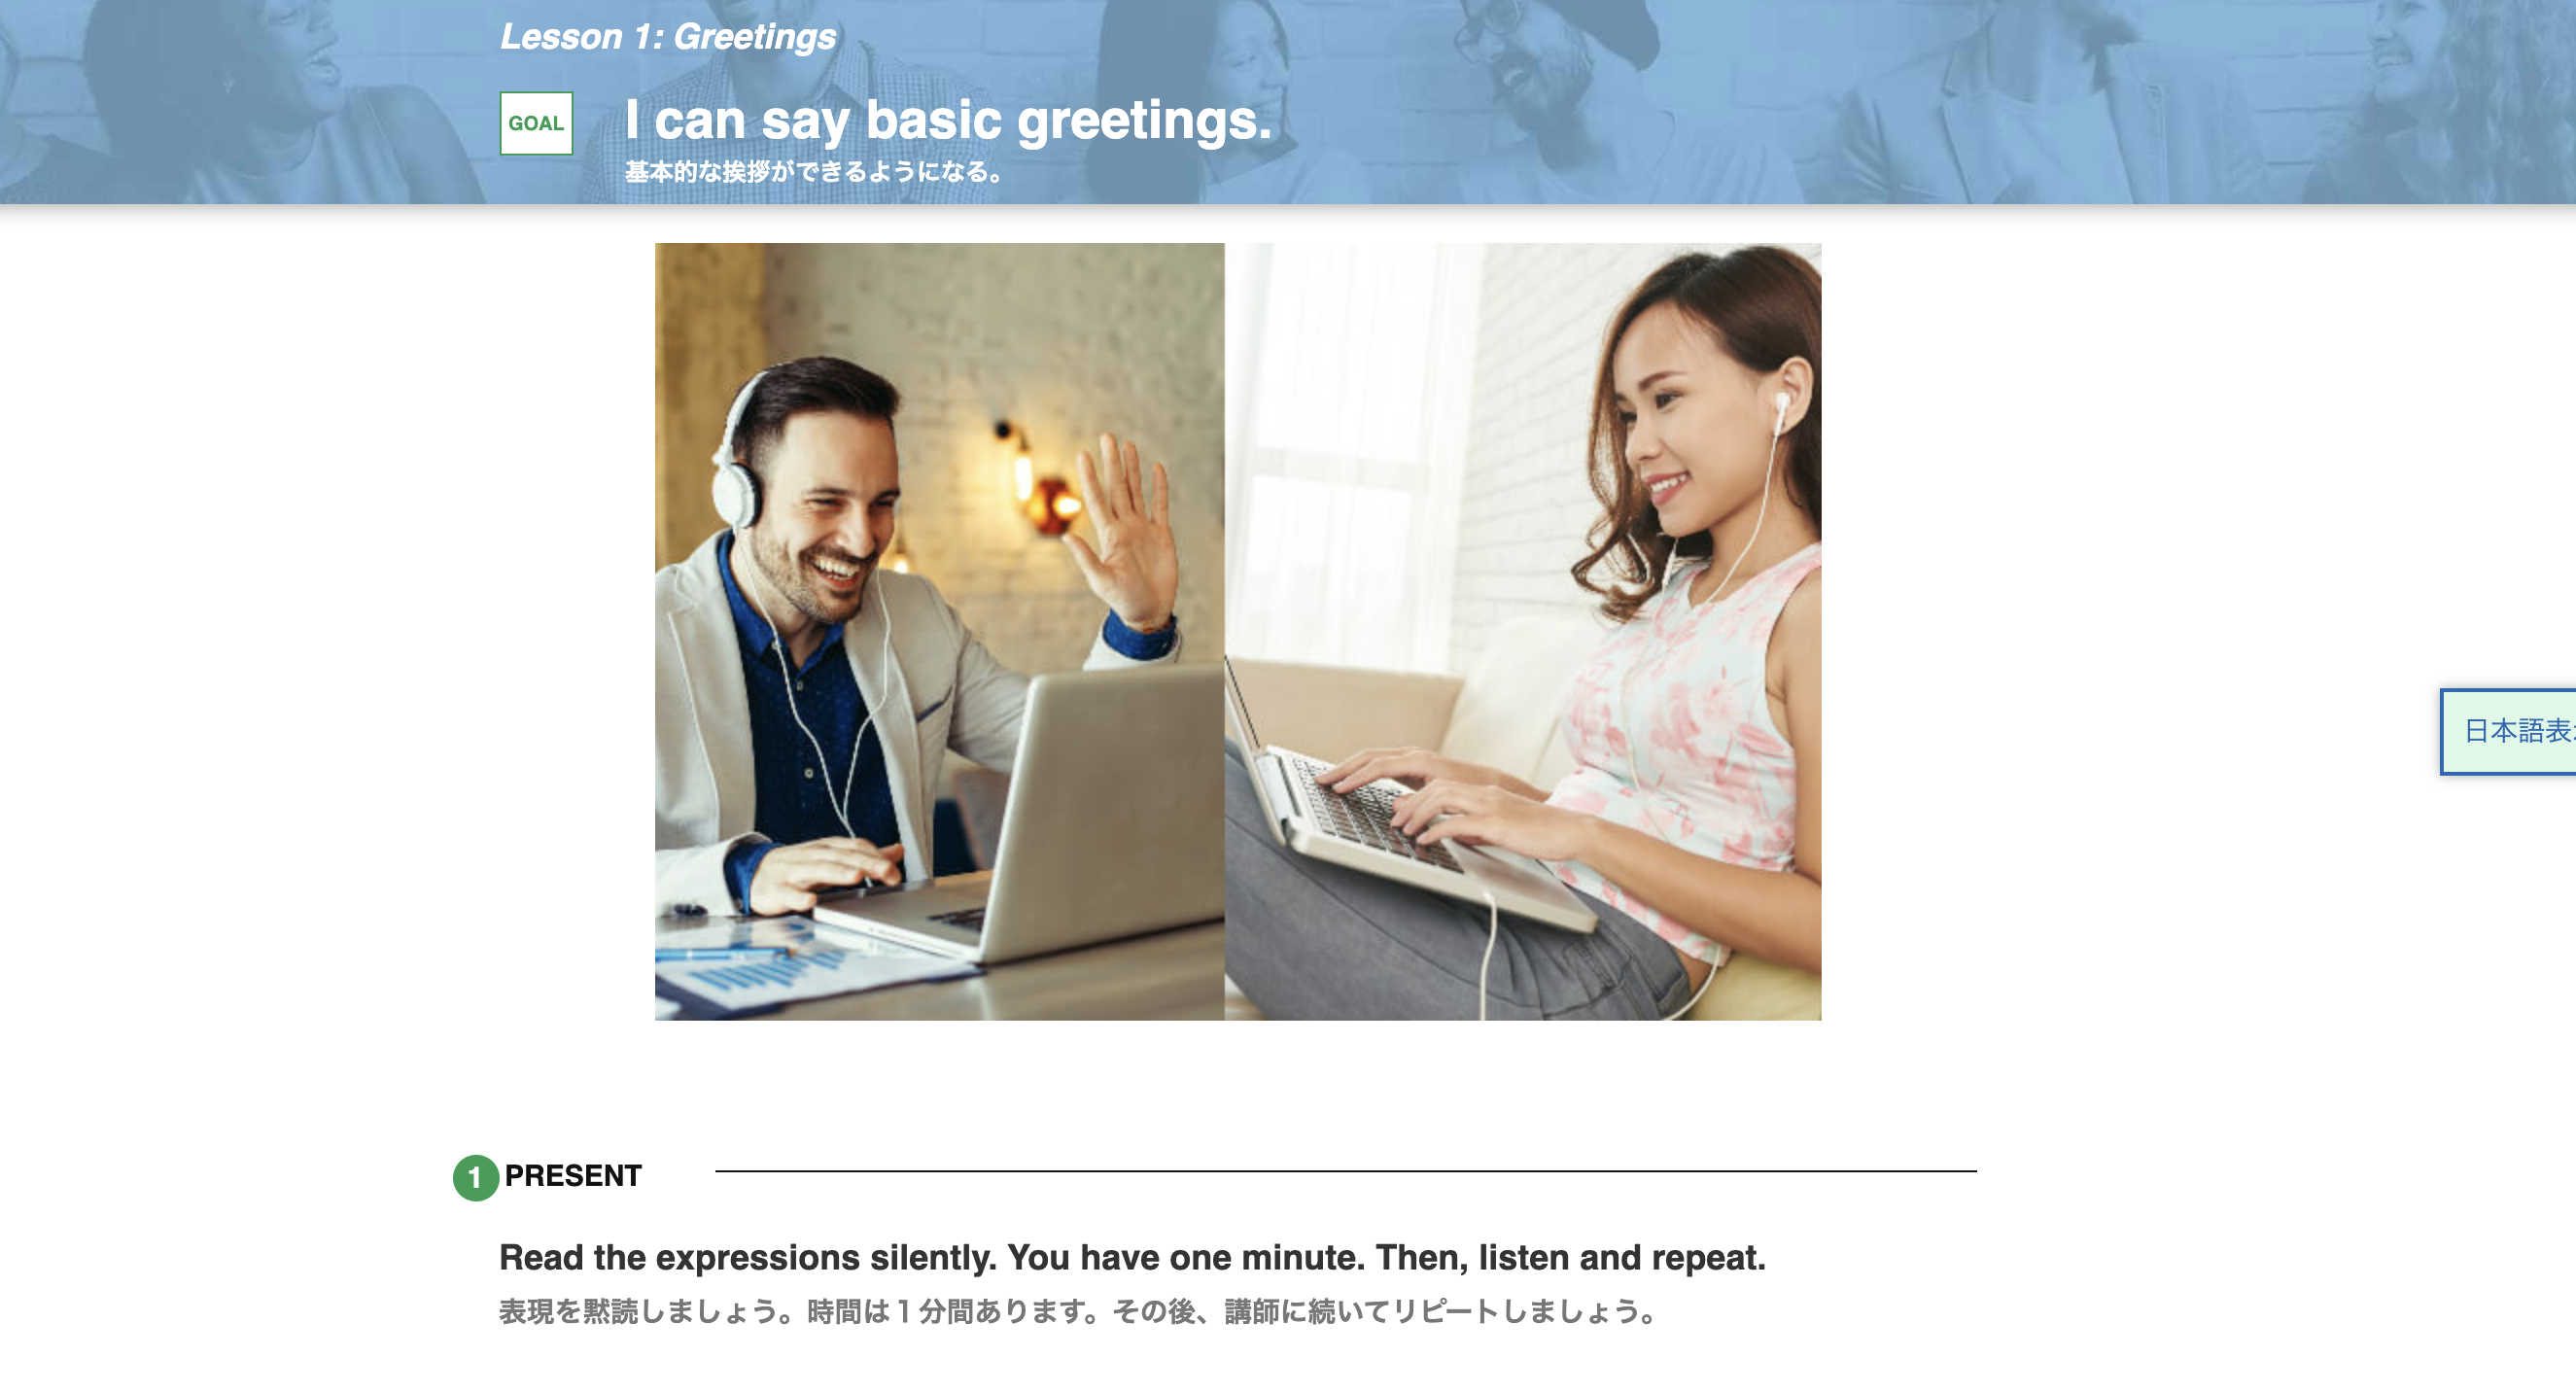 Lesson 1: Greetings
GOAL
I can say basic greetings.
基本的な挨拶ができるようになる。
日本語表
1 PRESENT
Read the expressions silently. You have one minute. Then, listen and repeat.
表現を黙読しましょう。時間は１分間あります。その後、講師に続いてリピートしましょう。